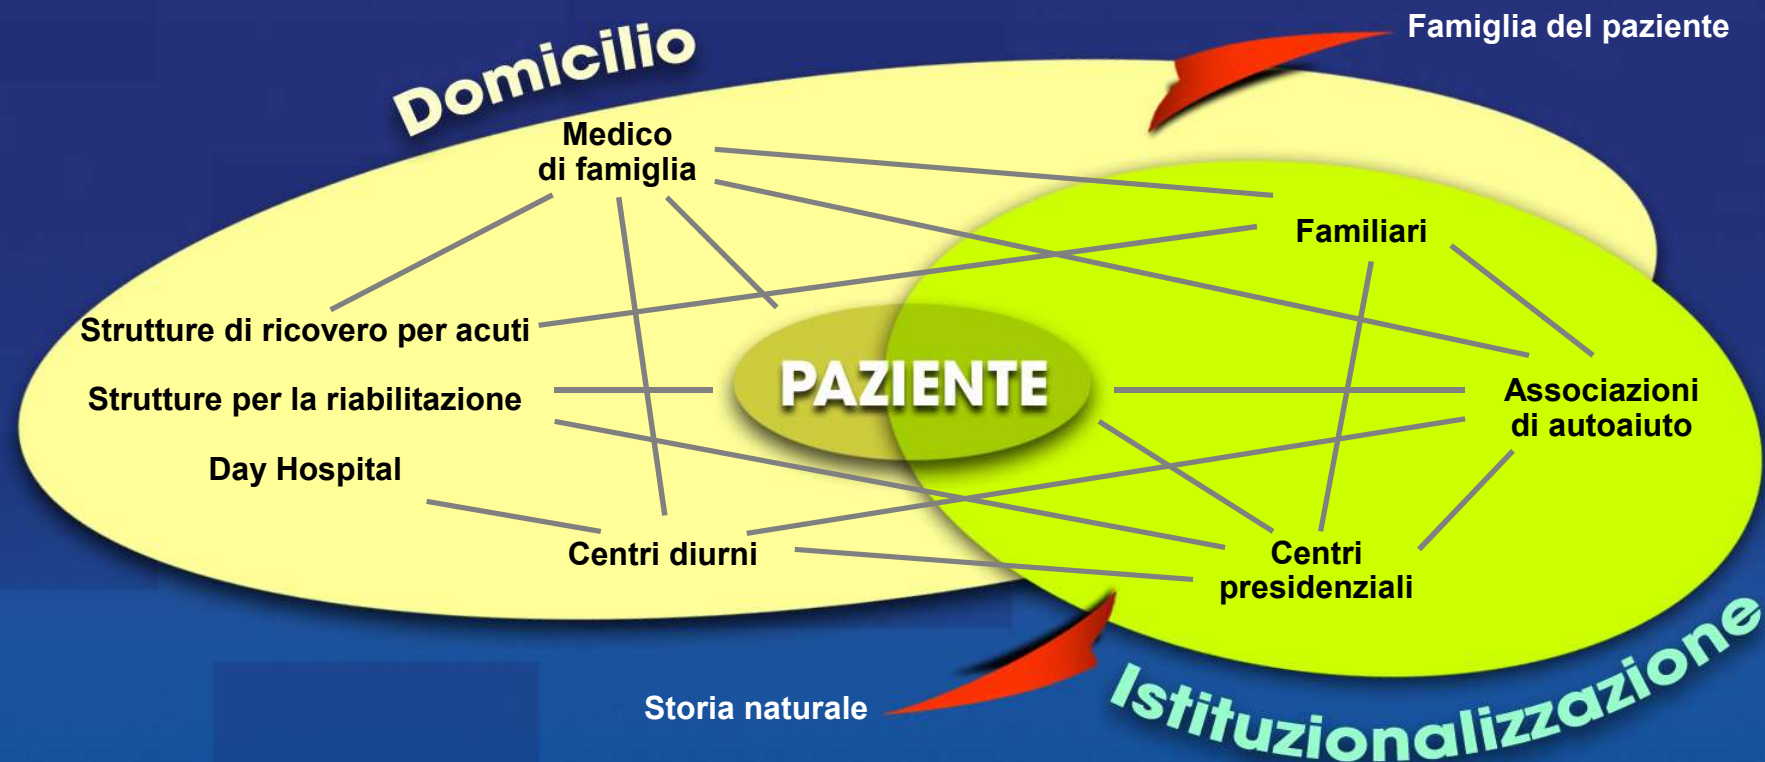 Famiglia del paziente
Domicilio
Medico
di famiglia
Familiari
Strutture di ricovero per acuti
PAZIENTE
Strutture per la riabilitazione
Associazioni
di autoaiuto
Day Hospital
Centri diurni
Centri
presidenziali
Storia naturale
Istituzionalizzazione